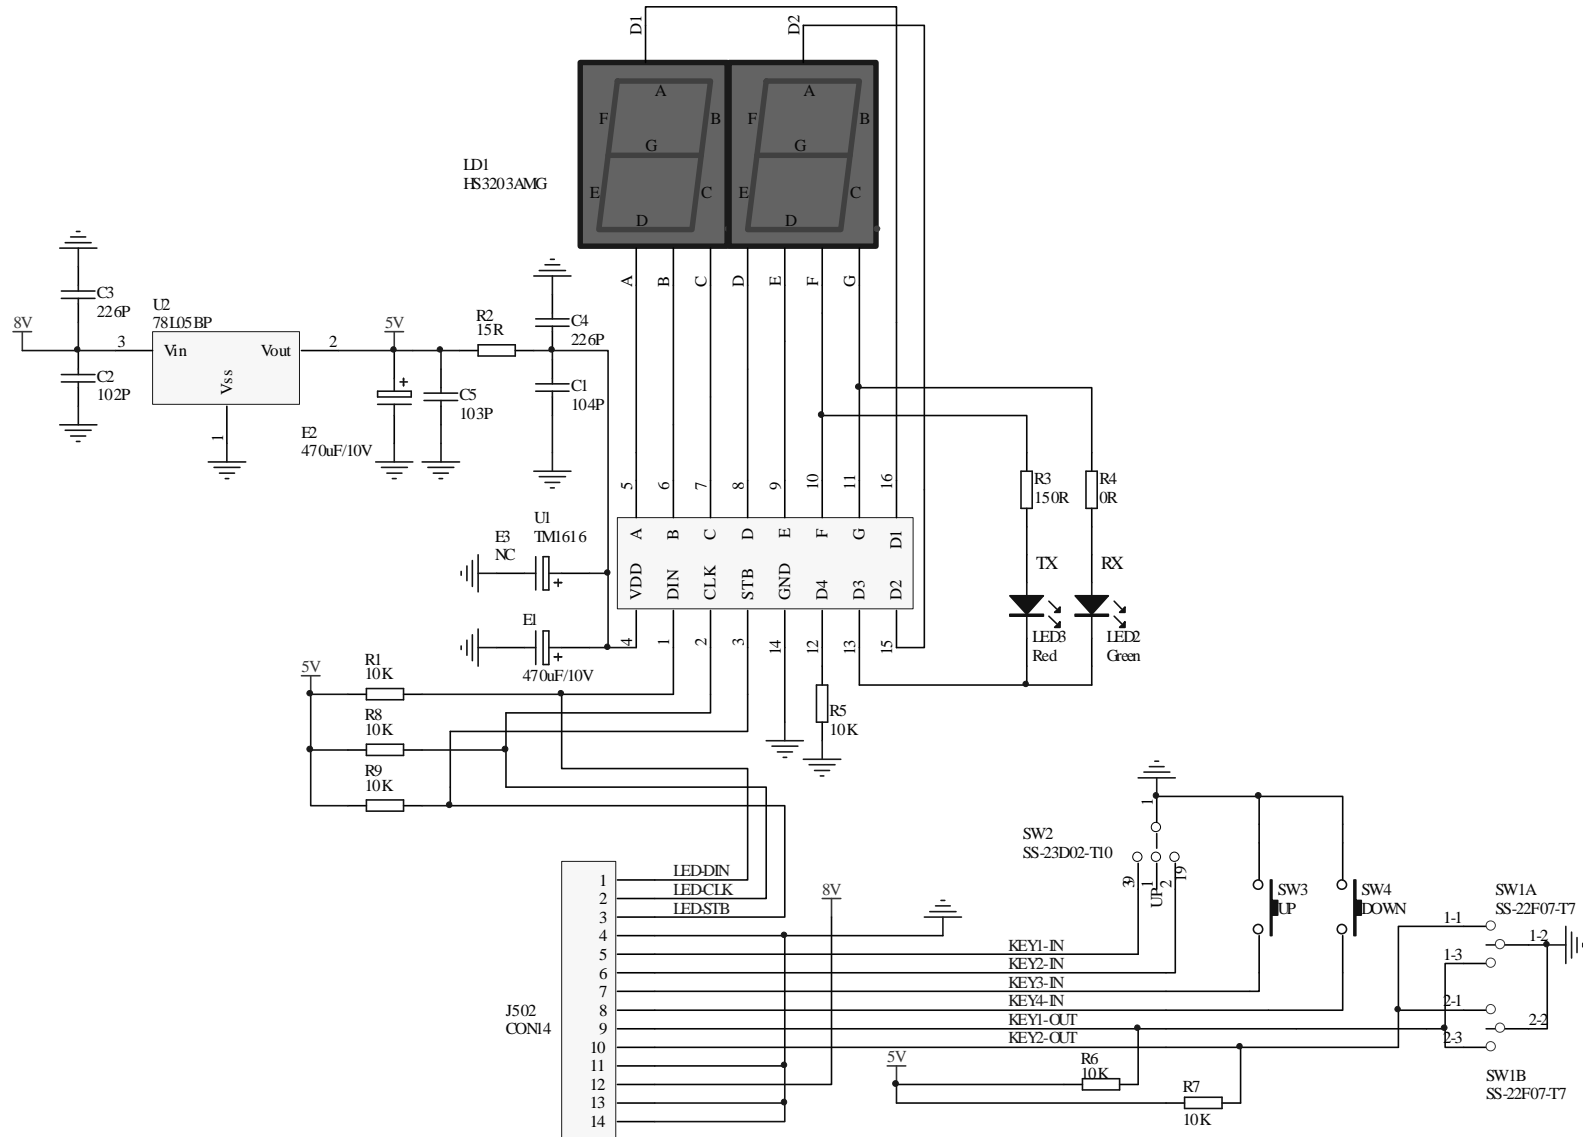 D1
D2
A
A
F
B
F
B
G
G
LD1
HS3203AMG
E
C
E
C
D
D
A
B
C
D
E
F
G
C3
226P
U2
78L05BP
8V
3
Vin
Vout
2
Vss
1
5V
R2
15R
C4
226P
C2
102P
C5
103P
C1
104P
E2
470uF/10V
5
6
7
8
9
10
11
16
R3
150R
R4
0R
U1
TM1616
E3
NC
A
B
C
D
E
F
G
D1
VDD
DIN
CLK
STB
GND
D4
D3
D2
TX
RX
LED3
Red
LED2
Green
E1
470uF/10V
4
1
2
3
14
12
13
15
5V
R1
10K
R8
10K
R9
10K
R5
10K
SW2
SS-23D02-T10
1
39
1
UP
2
19
SW3
UP
SW4
DOWN
SW1A
SS-22F07-T7
1-1
1-2
1-3
2-1
2-2
2-3
SW1B
SS-22F07-T7
J502
CON14
1
LED-DIN
2
LED-CLK
3
LED-STB
8V
4
5
KEY1-IN
6
KEY2-IN
7
KEY3-IN
8
KEY4-IN
9
KEY1-OUT
10
KEY2-OUT
11
12
13
14
5V
R6
10K
R7
10K